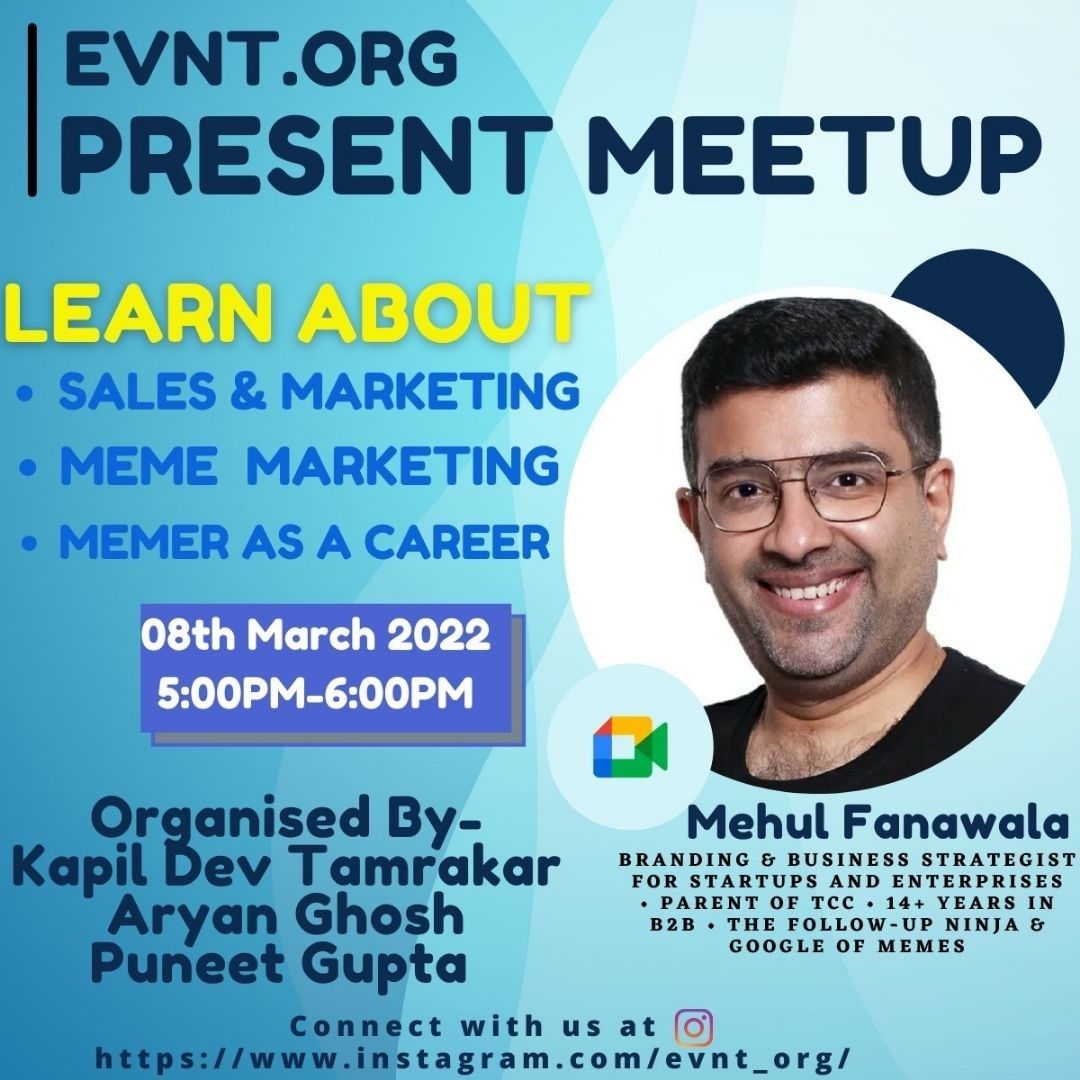 EVNT.ORG
PRESENT MEETUP
LEARN ABOUT
• SALES & MARKETING
• MEME MARKETING
• MEMER AS A CAREER
08th March 2022
5:00PM-6:00PM
Organised By-
Kapil Dev Tamrakar
Aryan Ghosh
Puneet Gupta
Mehul Fanawala
BRANDING & BUSINESS STRATEGIST
FOR STARTUPS AND ENTERPRISES
• PARENT OF TCC • 14+ YEARS IN
B2B • THE FOLLOW-UP NINJA &
GOOGLE OF MEMES
Connect with us at
https://www.instagram.com/evnt_org/